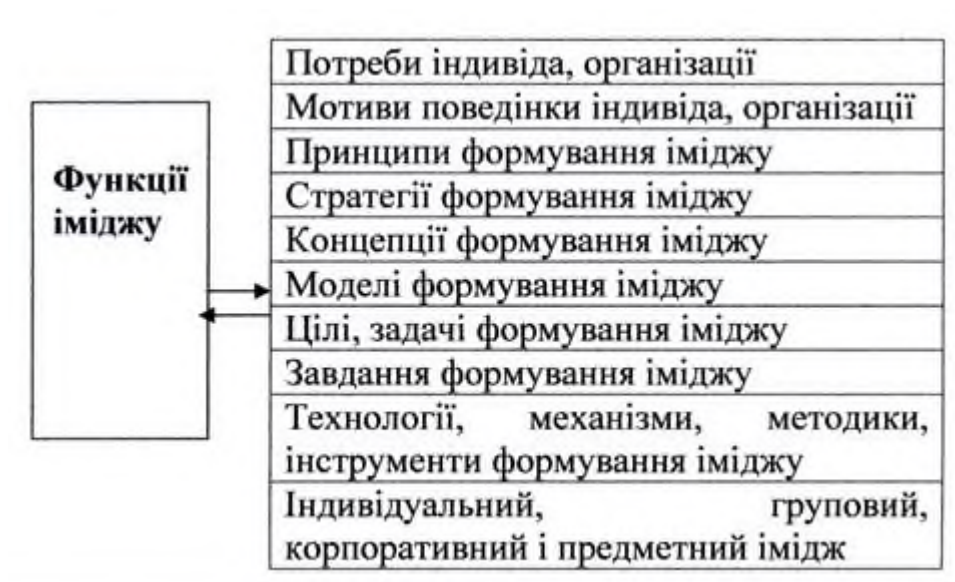 Функції
іміджу
Потреби індивіда, організації
Мотиви поведінки індивіда, організації
Принципи формування іміджу
Стратегії формування іміджу
Концепції формування іміджу
Моделі формування іміджу
Цілі, задачі формування іміджу
Завдання формування іміджу
Технології, механізми, методики,
інструменти формування іміджу
Індивідуальний, груповий,
корпоративний і предметний імідж